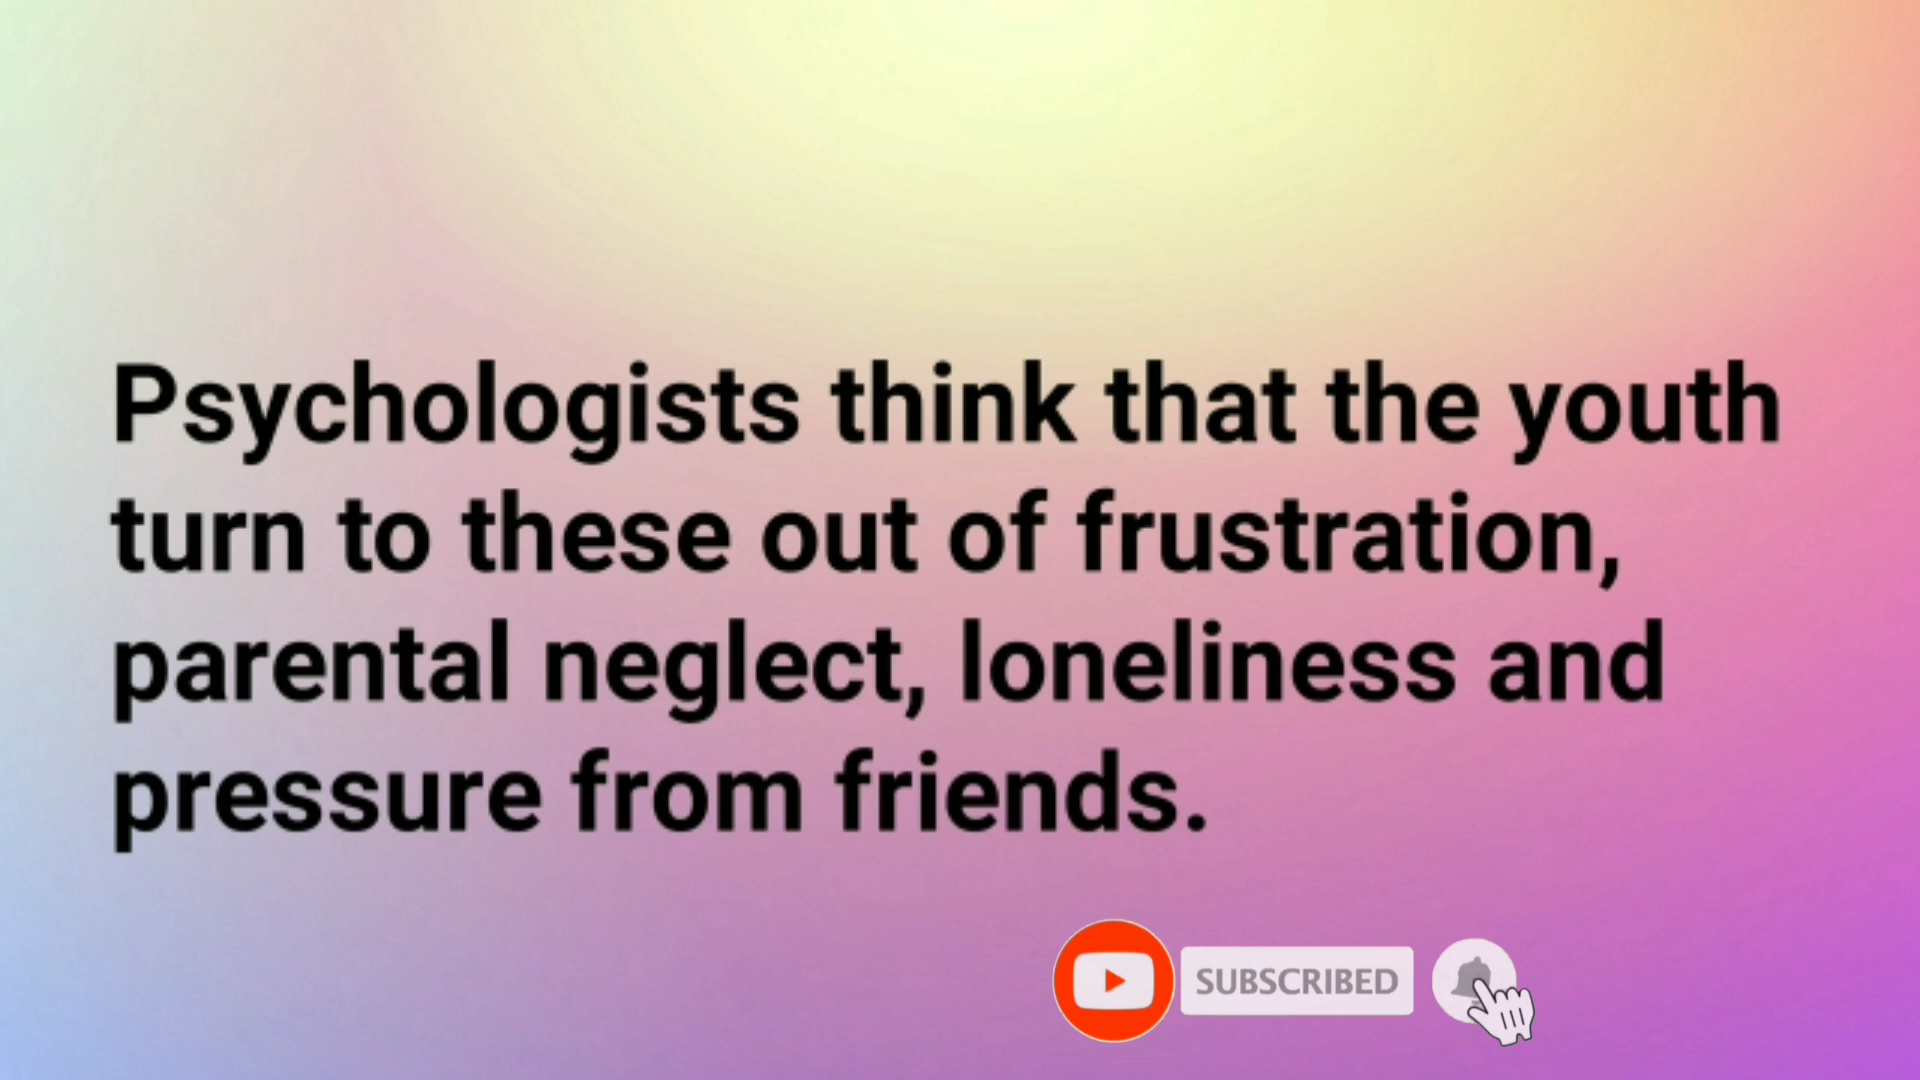 Psychologists think that the youth
turn to these out of frustration,
parental neglect, loneliness and
pressure from friends.
SUBSCRIBED